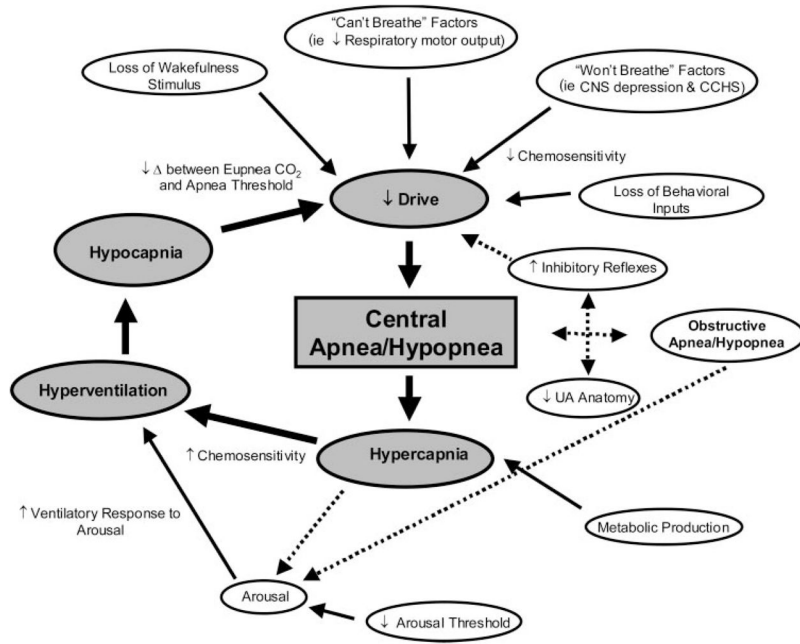 "Can't Breathe" Factors
(ie ↓ Respiratory motor output)
Loss of Wakefulness
Stimulus
"Won't Breathe" Factors
(ie CNS depression & CCHS)
↓ Δ between Eupnea CO₂
and Apnea Threshold
↓ Chemosensitivity
↓ Drive
Loss of Behavioral
Inputs
Hypocapnia
↑ Inhibitory Reflexes
Central
Apnea/Hypopnea
Obstructive
Apnea/Hypopnea
Hyperventilation
↓ UA Anatomy
↑ Chemosensitivity
Hypercapnia
↑ Ventilatory Response to
Arousal
Metabolic Production
Arousal
↓ Arousal Threshold